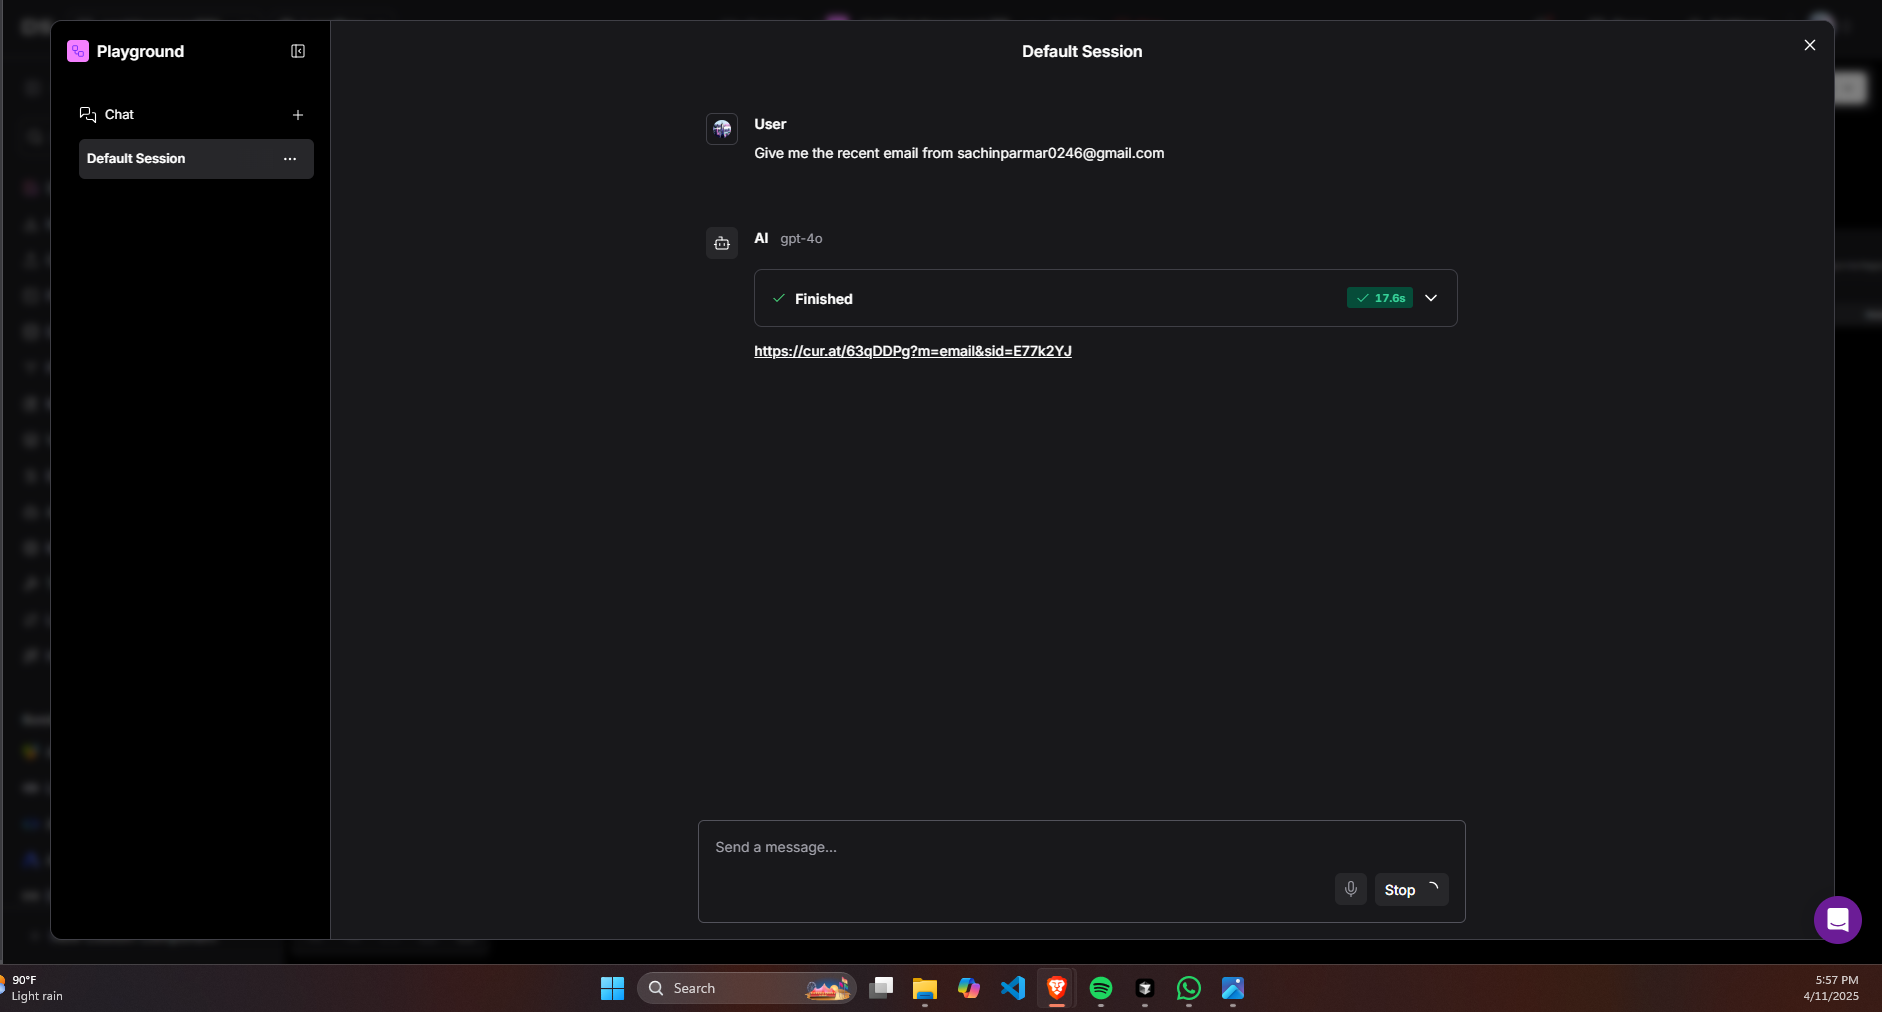 Playground
Default Session
Chat
Default Session
User
Give me the recent email from sachinparmar0246@gmail.com
AI gpt-4o
Finished
17.6s
https://cur.at/63qDDPg?m=email&sid=E77k2YJ
Send a message...
Stop
90°F
Light rain
Search
5:57 PM
4/11/2025